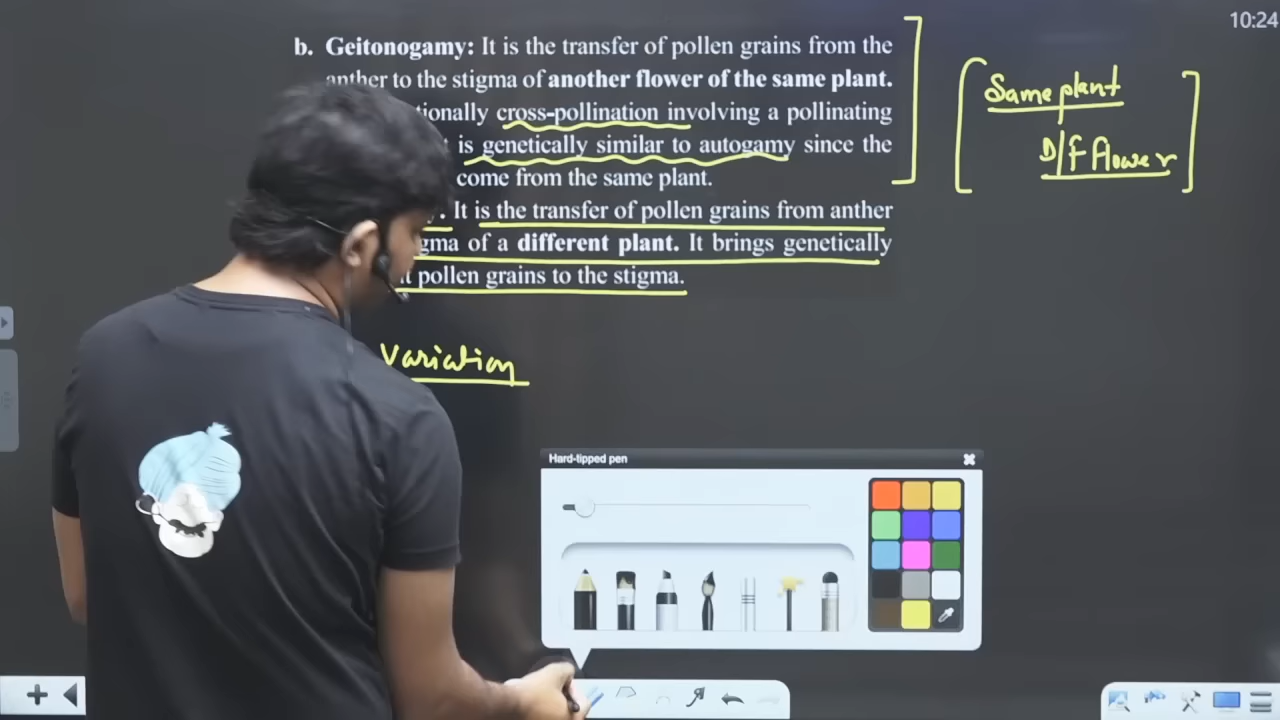 10:24
b. Geitonogamy: It is the transfer of pollen grains from the
anther to the stigma of another flower of the same plant.
cross-pollination involving a pollinating
is genetically similar to autogamy since the
come from the same plant.
It is the transfer of pollen grains from anther
of a different plant. It brings genetically
pollen grains to the stigma.
Same plant
D/f flower
Variation
Hard-tipped pen